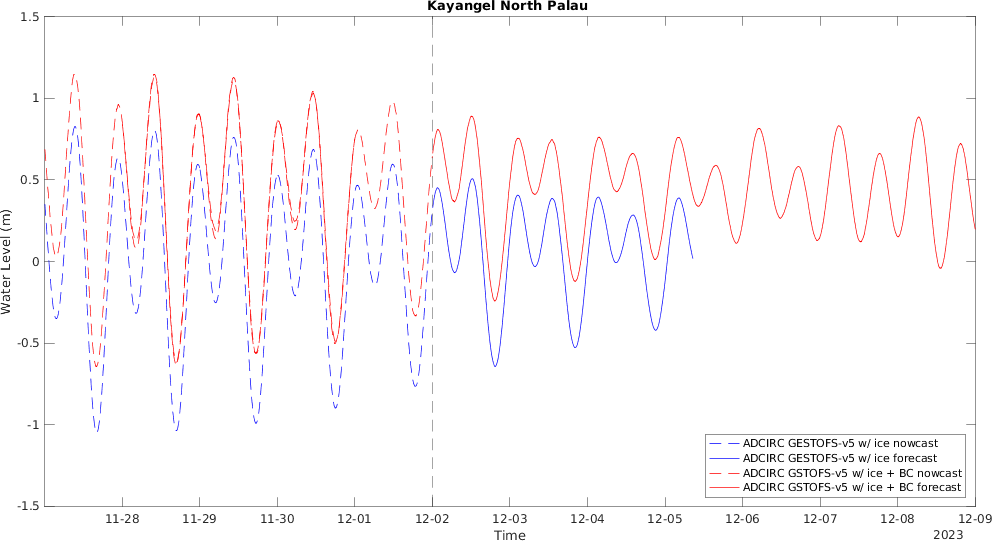 Kayangel North Palau
1.5
1
0.5
0
-0.5
-1
-1.5
Water Level (m)
ADCIRC GESTOFS-v5 w/ ice nowcast
ADCIRC GESTOFS-v5 w/ ice forecast
ADCIRC GSTOFS-v5 w/ ice + BC nowcast
ADCIRC GSTOFS-v5 w/ ice + BC forecast
11-28 11-29 11-30 12-01 12-02 12-03 12-04 12-05 12-06 12-07 12-08 12-09
Time
2023